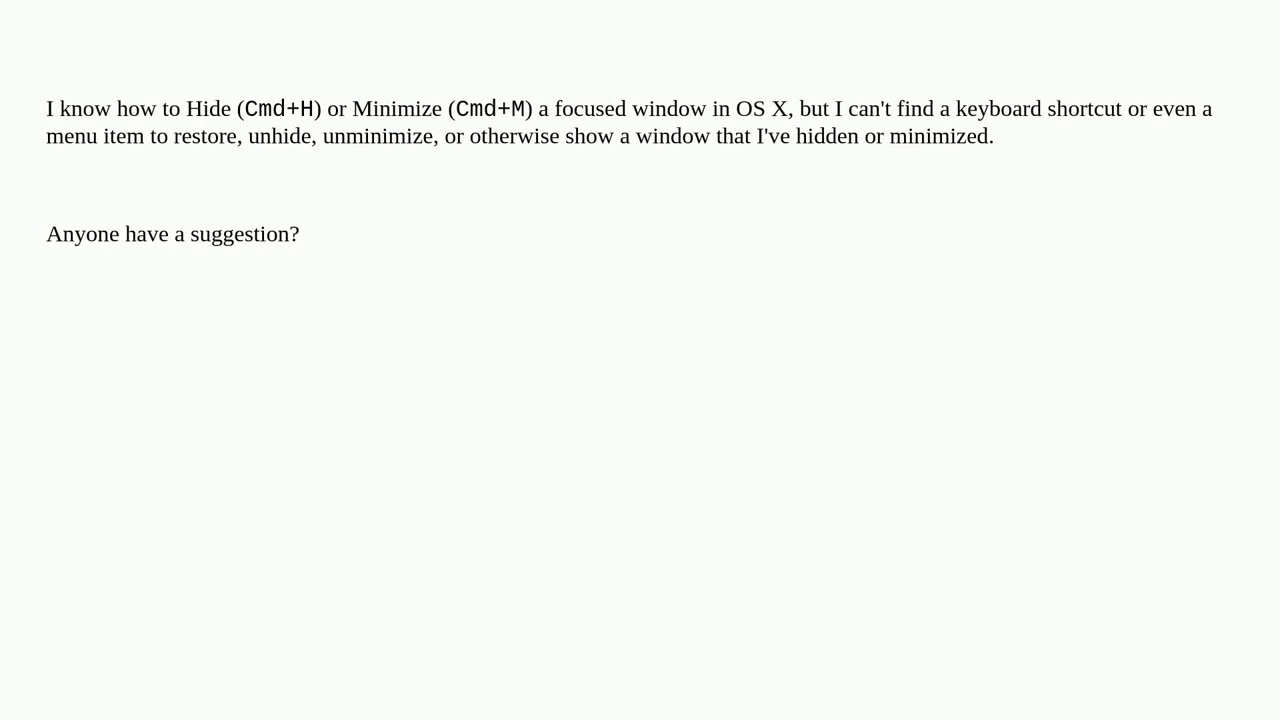 I know how to Hide (Cmd+H) or Minimize (Cmd+M) a focused window in OS X, but I can't find a keyboard shortcut or even a
menu item to restore, unhide, unminimize, or otherwise show a window that I've hidden or minimized.
Anyone have a suggestion?